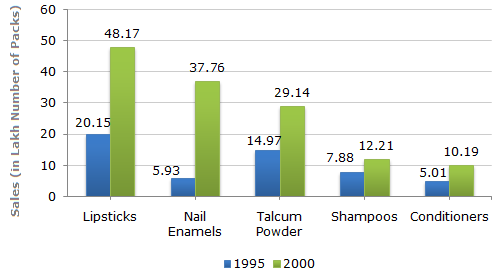 Sales (in Lakh Number of Packs)
60
50
40
30
20
10
0
20.15
48.17
5.93
37.76
14.97
29.14
7.88
12.21
5.01
10.19
Lipsticks
Nail
Enamels
Talcum
Powder
Shampoos
Conditioners
1995
2000